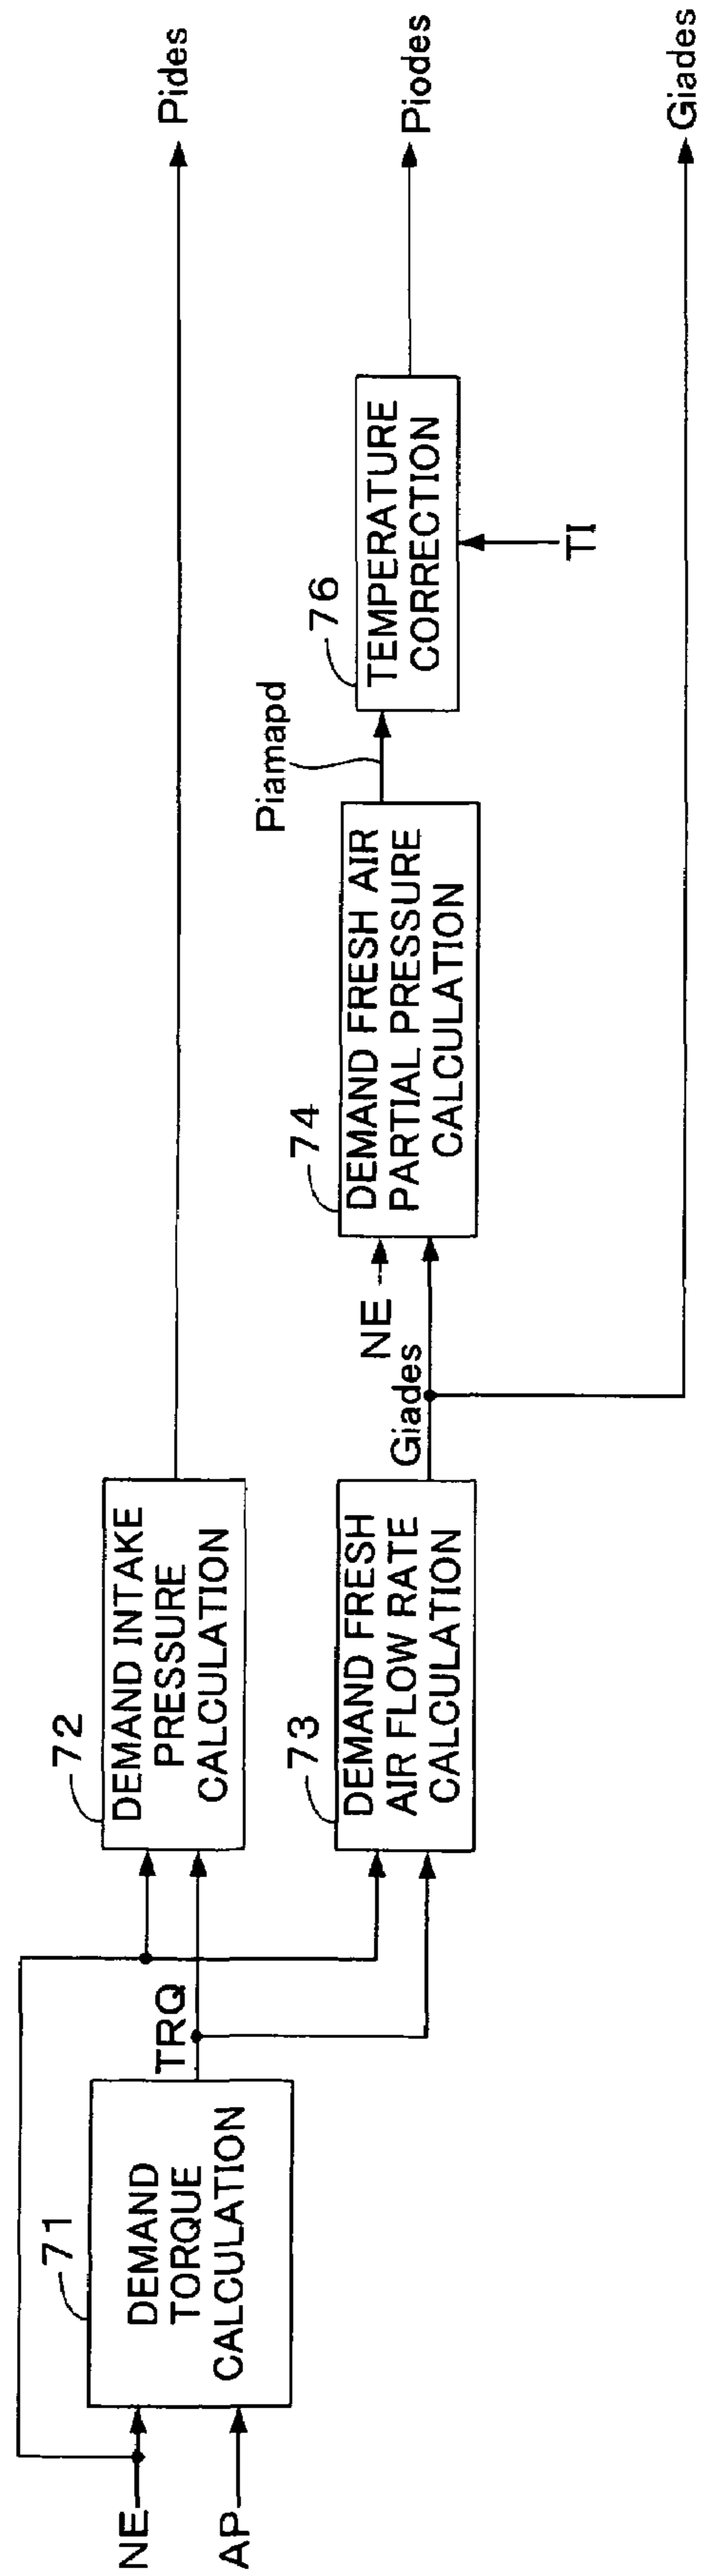 NE
AP
71
DEMAND
TORQUE
CALCULATION
TRQ
72
DEMAND INTAKE
PRESSURE
CALCULATION
Pides
73
DEMAND FRESH
AIR FLOW RATE
CALCULATION
Giades
NE
74
DEMAND FRESH AIR
PARTIAL PRESSURE
CALCULATION
Piamapd
76
TEMPERATURE
CORRECTION
TI
Piodes
Giades